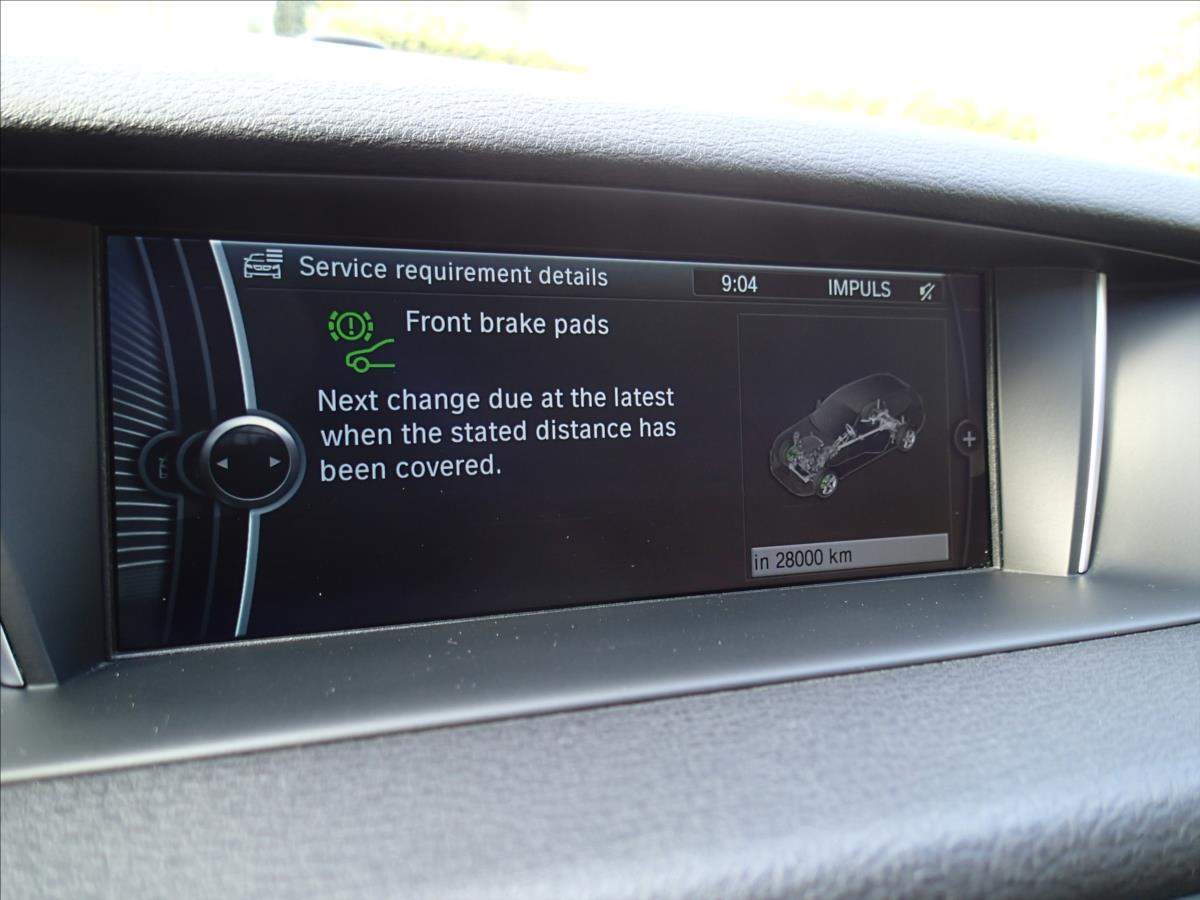 Service requirement details
9:04
IMPULS
Front brake pads
Next change due at the latest
when the stated distance has
been covered.
in 28000 km